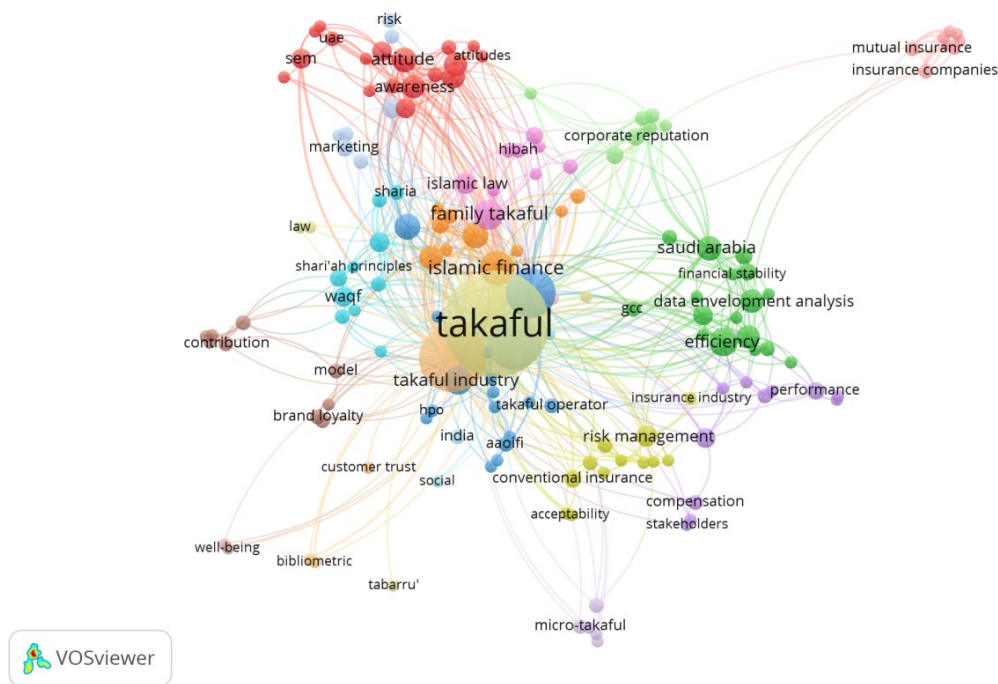 risk
uae
sem
attitude
attitudes
awareness
mutual insurance
insurance companies
marketing
hibah
corporate reputation
sharia
islamic law
family takaful
law
saudi arabia
shari'ah principles
islamic finance
financial stability
waqf
gcc
data envelopment analysis
takaful
contribution
efficiency
model
takaful industry
performance
insurance industry
brand loyalty
hpo
takaful operator
india
aaolfi
risk management
customer trust
social
conventional insurance
acceptability
compensation
stakeholders
well-being
bibliometric
tabarru'
micro-takaful
VOSviewer